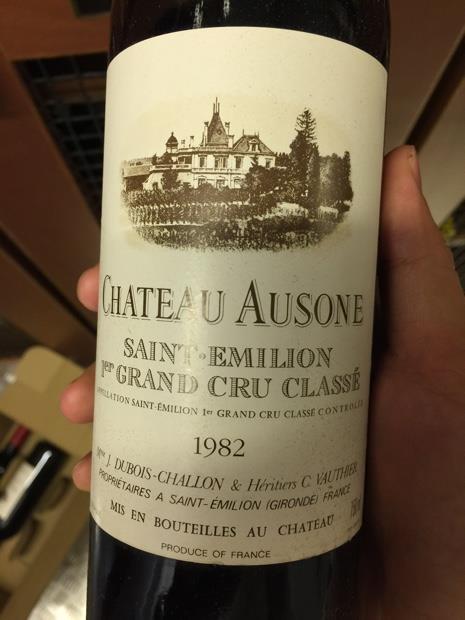 CHATEAU AUSONE
SAINT-EMILION
1er GRAND CRU CLASSÉ
APPELLATION SAINT-ÉMILION 1er GRAND CRU CLASSÉ CONTROLÉE
1982
Mme J. DUBOIS-CHALLON & Héritiers C. VAUTHIER
PROPRIÉTAIRES A SAINT-ÉMILION (GIRONDE) FRANCE
MIS EN BOUTEILLES AU CHATEAU
PRODUCE OF FRANCE